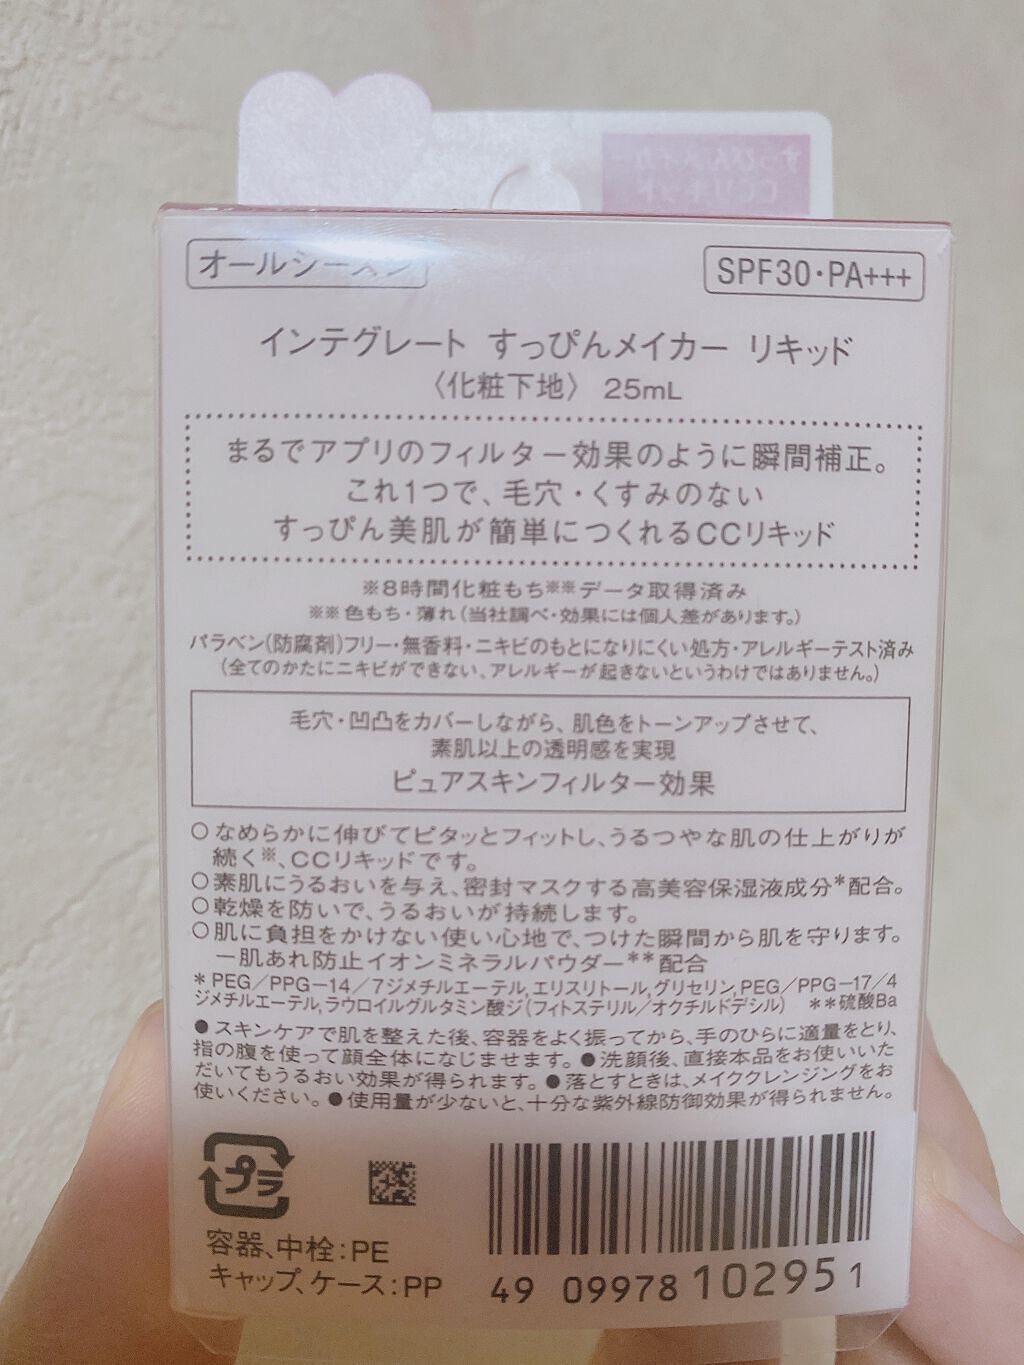 すっぴんメイカー
CCリキッド
オールシーズン
SPF30・PA+++
インテグレート すっぴんメイカー リキッド
〈化粧下地〉 25mL
まるでアプリのフィルター効果のように瞬間補正。
これ1つで、毛穴・くすみのない
すっぴん美肌が簡単につくれるCCリキッド
※8時間化粧もち※※データ取得済み
※※色もち・薄れ(当社調べ・効果には個人差があります。)
パラベン(防腐剤)フリー・無香料・ニキビのもとになりにくい処方・アレルギーテスト済み
(全てのかたにニキビができない、アレルギーが起きないというわけではありません。)
毛穴・凹凸をカバーしながら、肌色をトーンアップさせて、
素肌以上の透明感を実現
ピュアスキンフィルター効果
○なめらかに伸びてピタッとフィットし、うるつやな肌の仕上がりが
続く※、CCリキッドです。
○素肌にうるおいを与え、密封マスクする高美容保湿液成分*配合。
○乾燥を防いで、うるおいが持続します。
○肌に負担をかけない使い心地で、つけた瞬間から肌を守ります。
ー肌あれ防止イオンミネラルパウダー**配合
*PEG/PPG-14/7ジメチルエーテル,エリスリトール,グリセリン,PEG/PPG-17/4
ジメチルエーテル,ラウロイルグルタミン酸ジ(フィトステリル/オクチルドデシル) **硫酸Ba
●スキンケアで肌を整えた後、容器をよく振ってから、手のひらに適量をとり、
指の腹を使って顔全体になじませます。●洗顔後、直接本品をお使いいた
だいてもうるおい効果が得られます。●落とすときは、メイククレンジングをお
使いください。●使用量が少ないと、十分な紫外線防御効果が得られません。
プラ
容器、中栓:PE
キャップ、ケース:PP
49 09978 102951